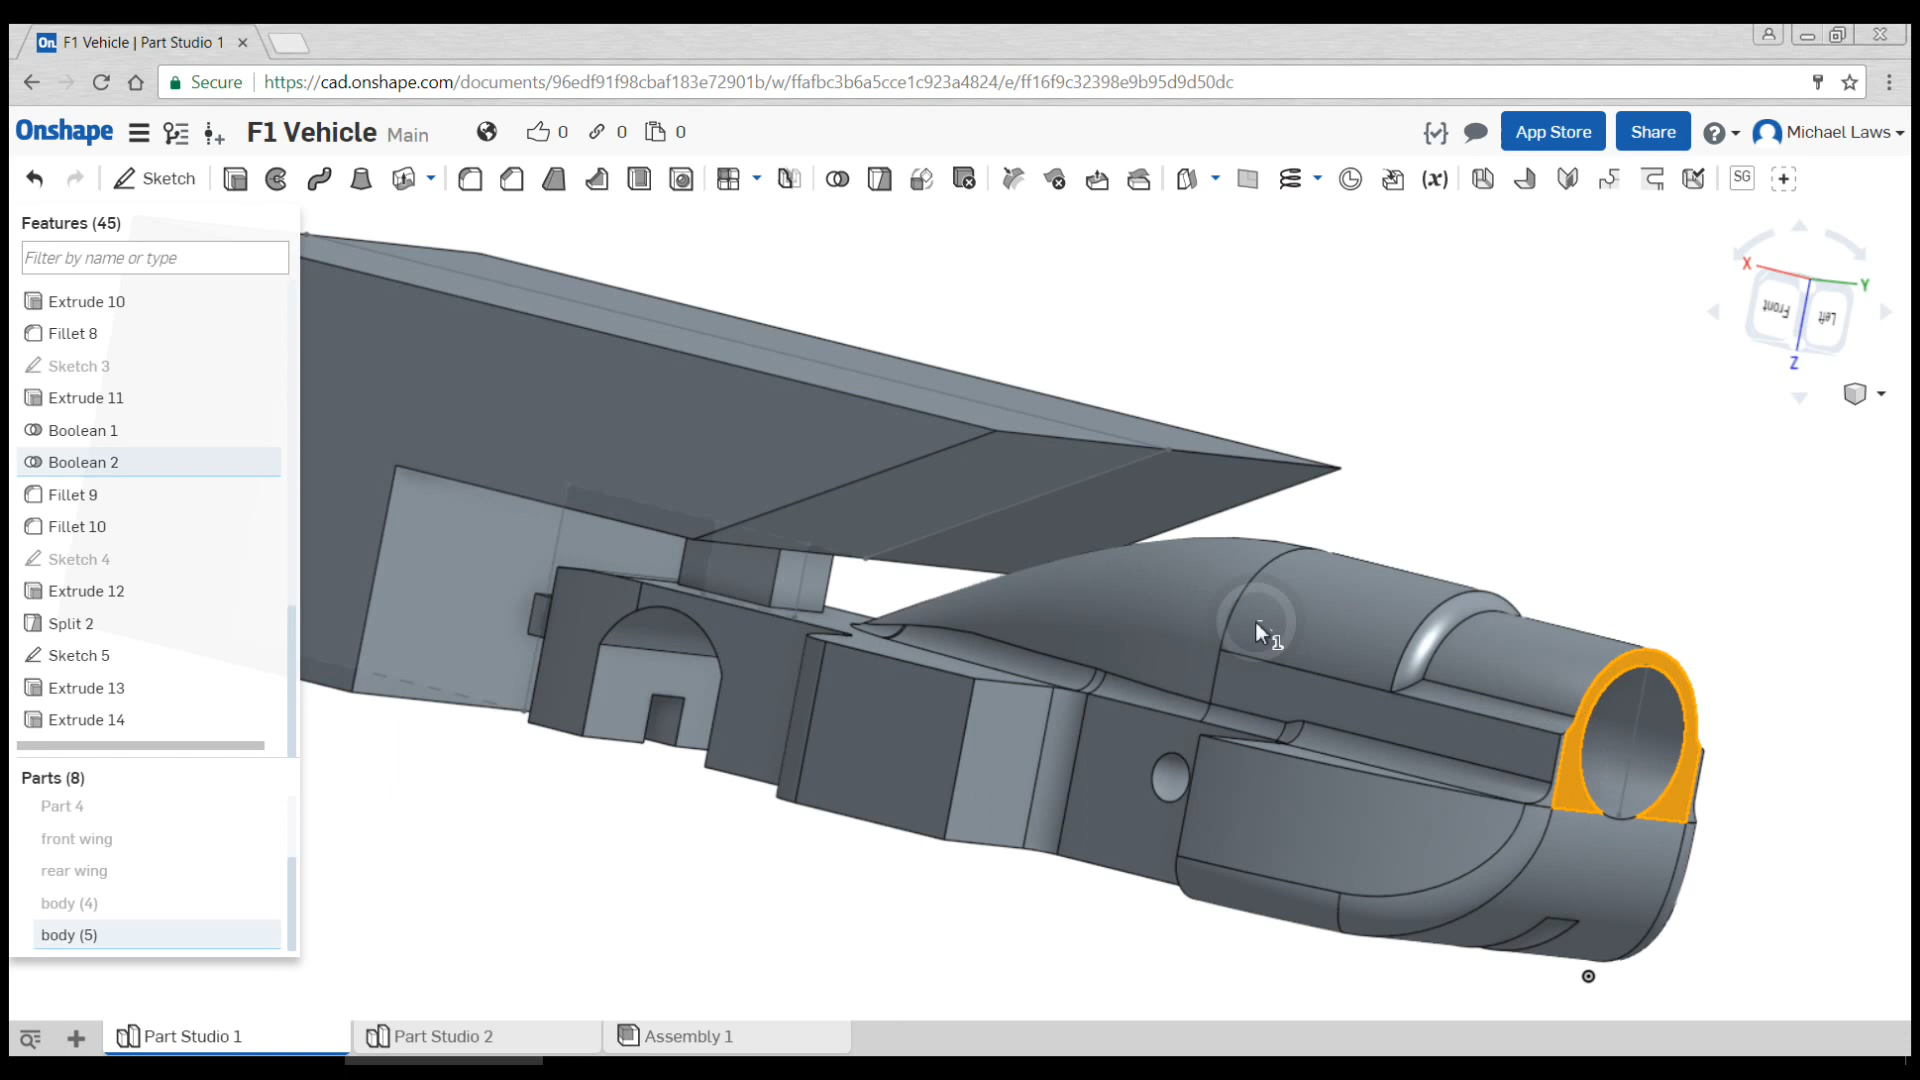 F1 Vehicle | Part Studio 1
Secure
https://cad.onshape.com/documents/96edf91f98cbaf183e72901b/w/ffafbc3b6a5cce1c923a4824/e/ff16f9c32398e9b95d9d50dc
Onshape
F1 Vehicle Main
0
0
0
App Store
Share
Michael Laws
Sketch
(x)
SG
Features (45)
Filter by name or type
Extrude 10
Fillet 8
Sketch 3
Extrude 11
Boolean 1
Boolean 2
Fillet 9
Fillet 10
Sketch 4
Extrude 12
Split 2
Sketch 5
Extrude 13
Extrude 14
Parts (8)
Part 4
front wing
rear wing
body (4)
body (5)
X
Y
Front
Left
Z
1
Part Studio 1
Part Studio 2
Assembly 1